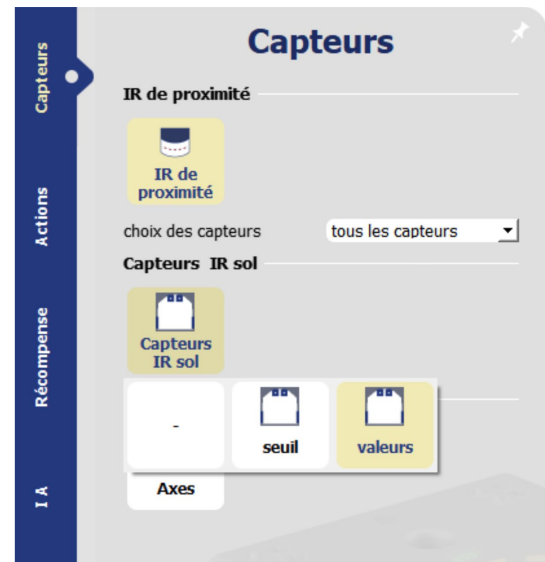 Capteurs
Capteurs
Actions
Récompense
I A
IR de proximité
IR de
proximité
choix des capteurs
tous les capteurs
Capteurs IR sol
Capteurs
IR sol
-
seuil
valeurs
Axes